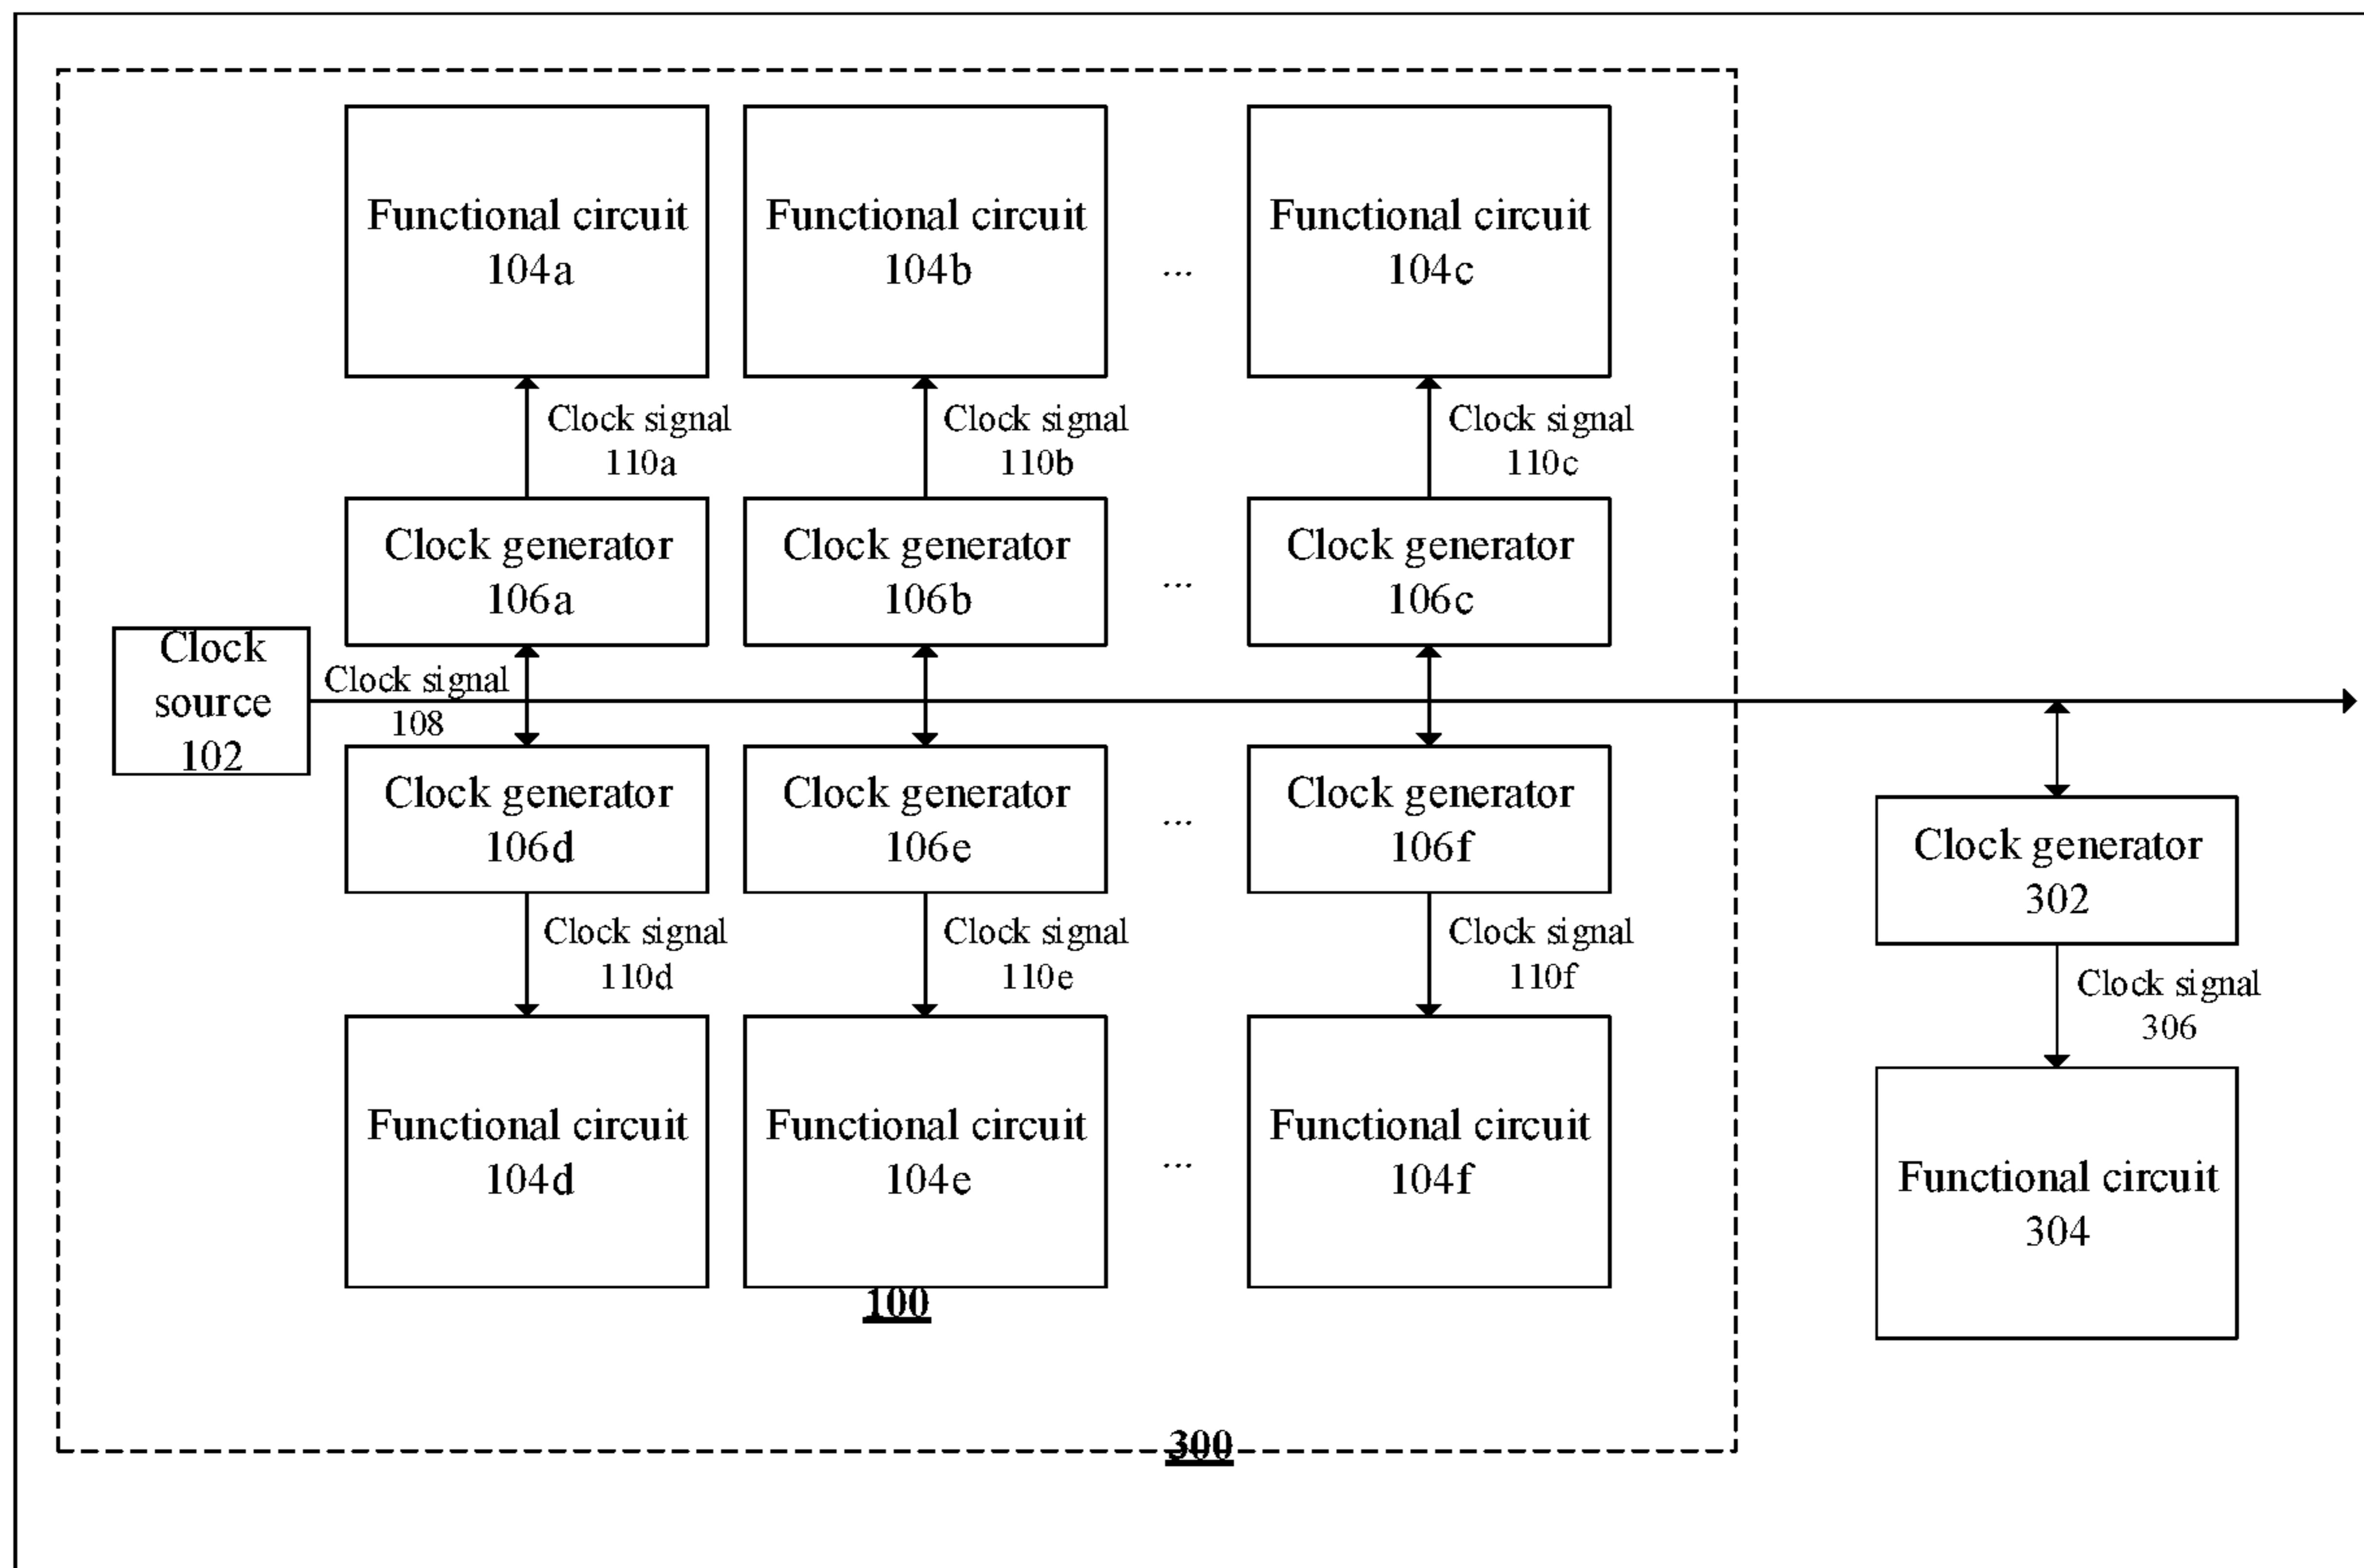 Functional circuit
104a
Functional circuit
104b
...
Functional circuit
104c
Clock signal
110a
Clock signal
110b
Clock signal
110c
Clock generator
106a
Clock generator
106b
...
Clock generator
106c
Clock
source
102
Clock signal
108
Clock generator
106d
Clock generator
106e
...
Clock generator
106f
Clock generator
302
Clock signal
110d
Clock signal
110e
Clock signal
110f
Clock signal
306
Functional circuit
104d
Functional circuit
104e
...
Functional circuit
104f
Functional circuit
304
100
300